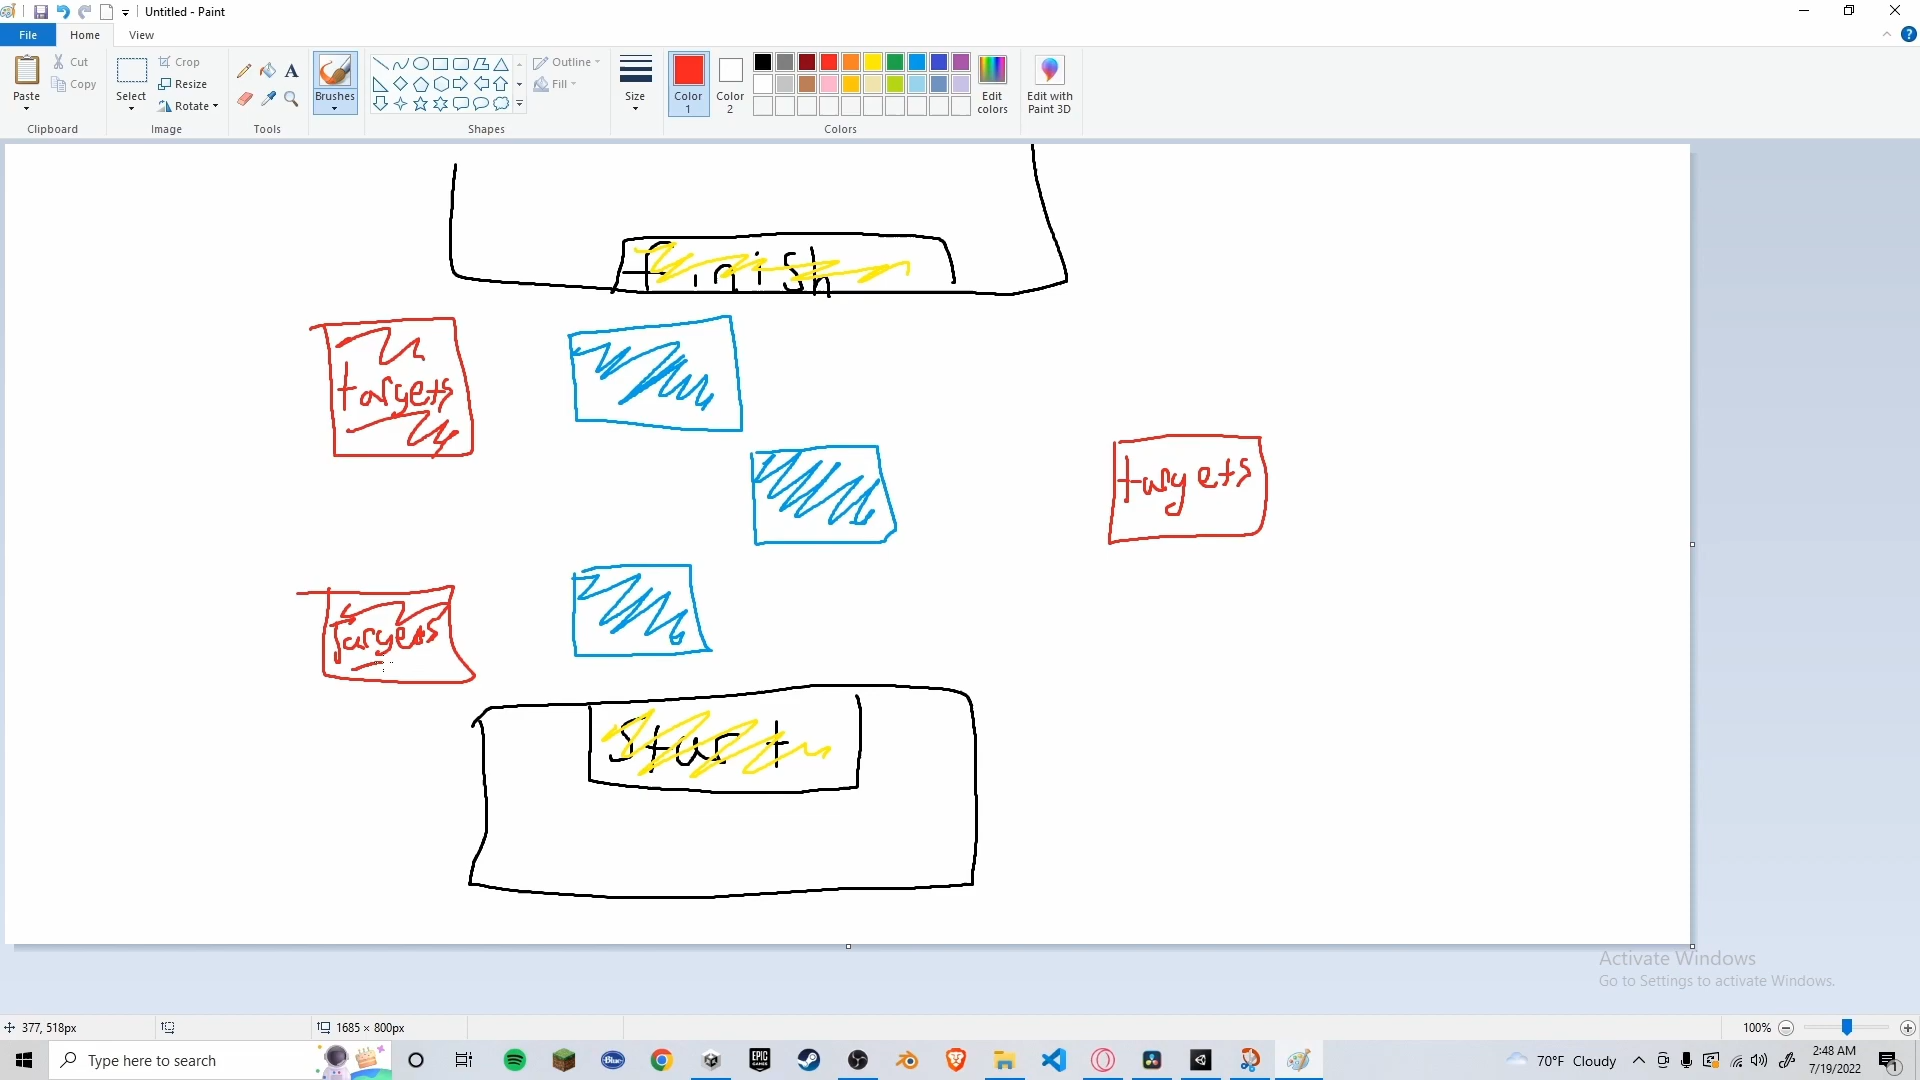 Untitled - Paint
File Home View
Paste
Cut
Copy
Clipboard
Select
Crop
Resize
Rotate
Image
Tools
Brushes
Shapes
Outline
Fill
Size
Color 1
Color 2
Colors
Edit colors
Edit with Paint 3D
finish
targets
targets
Targets
Start
Activate Windows
Go to Settings to activate Windows.
377, 518px
1685 × 800px
100%
Type here to search
EPIC GAMES
70°F Cloudy
2:48 AM
7/19/2022
1